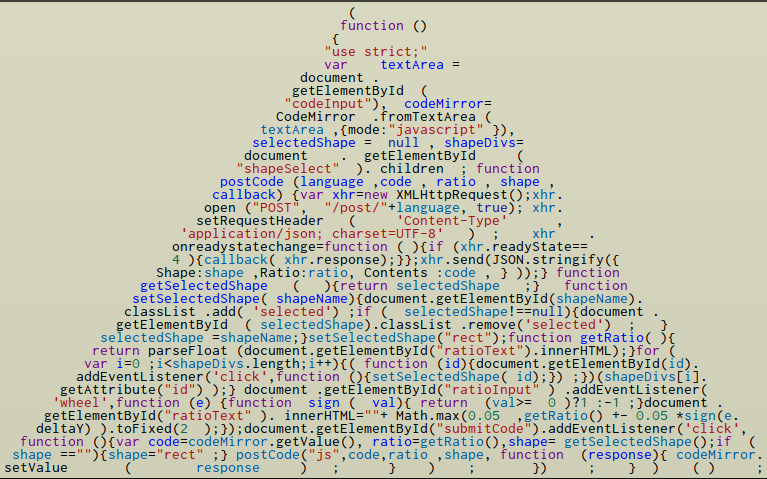 (
function ()
{
"use strict;"
var textArea =
document .
getElementById (
"codeInput"), codeMirror=
CodeMirror .fromTextArea (
textArea ,{mode:"javascript" }),
selectedShape = null , shapeDivs=
document . getElementById (
"shapeSelect" ). children ; function
postCode (language ,code , ratio , shape ,
callback) {var xhr=new XMLHttpRequest();xhr.
open ("POST", "/post/"+language, true); xhr.
setRequestHeader ( 'Content-Type' ,
'application/json; charset=UTF-8' ) ; xhr .
onreadystatechange=function ( ){if (xhr.readyState==
4 ){callback( xhr.response);}};xhr.send(JSON.stringify({
Shape:shape ,Ratio:ratio, Contents :code , } ));} function
getSelectedShape ( ){return selectedShape ;} function
setSelectedShape( shapeName){document.getElementById(shapeName).
classList .add( 'selected') ;if ( selectedShape!==null){document .
getElementById ( selectedShape).classList .remove('selected') ; }
selectedShape =shapeName;}setSelectedShape("rect");function getRatio( ){
return parseFloat (document.getElementById("ratioText").innerHTML);}for (
var i=0 ;i<shapeDivs.length;i++){( function (id){document.getElementById(id).
addEventListener('click',function (){setSelectedShape( id);}) ;})(shapeDivs[i].
getAttribute("id") );} document .getElementById("ratioInput" ) .addEventListener(
'wheel',function (e) {function sign ( val){ return (val>= 0 )?1 :-1 ;}document .
getElementById("ratioText" ). innerHTML=""+ Math.max(0.05 ,getRatio() +- 0.05 *sign(e.
deltaY) ).toFixed(2 );});document.getElementById("submitCode").addEventListener('click',
function (){var code=codeMirror.getValue(), ratio=getRatio(),shape= getSelectedShape();if (
shape ==""){shape="rect" ;} postCode("js",code,ratio ,shape, function (response){ codeMirror.
setValue ( response ) ; } ) ; }) ; } ) ( ) ;